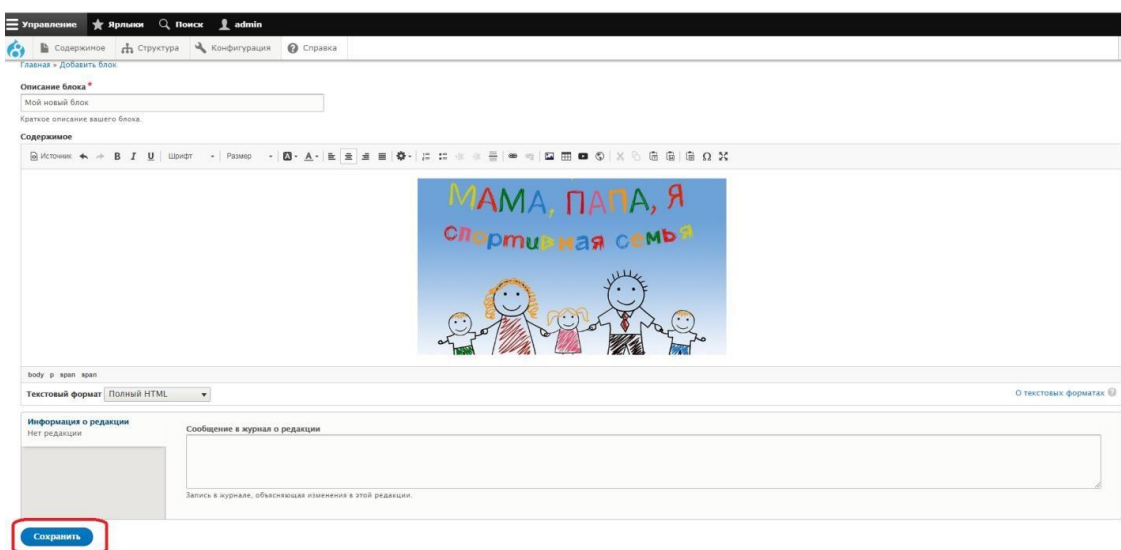 Управление Ярлыки Поиск admin
Содержимое Структура Конфигурация Справка
Главная » Добавить блок
Описание блока *
Мой новый блок
Краткое описание вашего блока.
Содержимое
Источник B I U Шрифт Размер A A Ω
МАМА, ПАПА, Я
спортивная семья
body p span span
Текстовый формат Полный HTML О текстовых форматах ?
Информация о редакции
Нет редакции
Сообщение в журнал о редакции
Запись в журнале, объясняющая изменения в этой редакции.
Сохранить